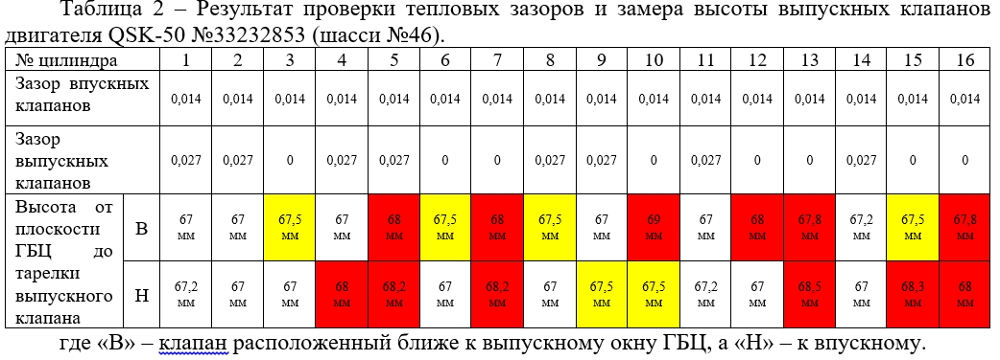 Таблица 2 – Результат проверки тепловых зазоров и замера высоты выпускных клапанов
двигателя QSK-50 №33232853 (шасси №46).
№ цилиндра 1 2 3 4 5 6 7 8 9 10 11 12 13 14 15 16
Зазор впускных клапанов 0,014 0,014 0,014 0,014 0,014 0,014 0,014 0,014 0,014 0,014 0,014 0,014 0,014 0,014 0,014 0,014
Зазор выпускных клапанов 0,027 0,027 0 0,027 0,027 0 0 0,027 0,027 0 0,027 0 0 0,027 0 0
Высота от плоскости ГБЦ до тарелки выпускного клапана
В 67 мм 67 мм 67,5 мм 67 мм 68 мм 67,5 мм 68 мм 67,5 мм 67 мм 69 мм 67 мм 68 мм 67,8 мм 67,2 мм 67,5 мм 67,8 мм
Н 67,2 мм 67 мм 67 мм 68 мм 68,2 мм 67 мм 68,2 мм 67 мм 67,5 мм 67,5 мм 67,2 мм 67 мм 68,5 мм 67 мм 68,3 мм 68 мм
где «В» – клапан расположенный ближе к выпускному окну ГБЦ, а «Н» – к впускному.